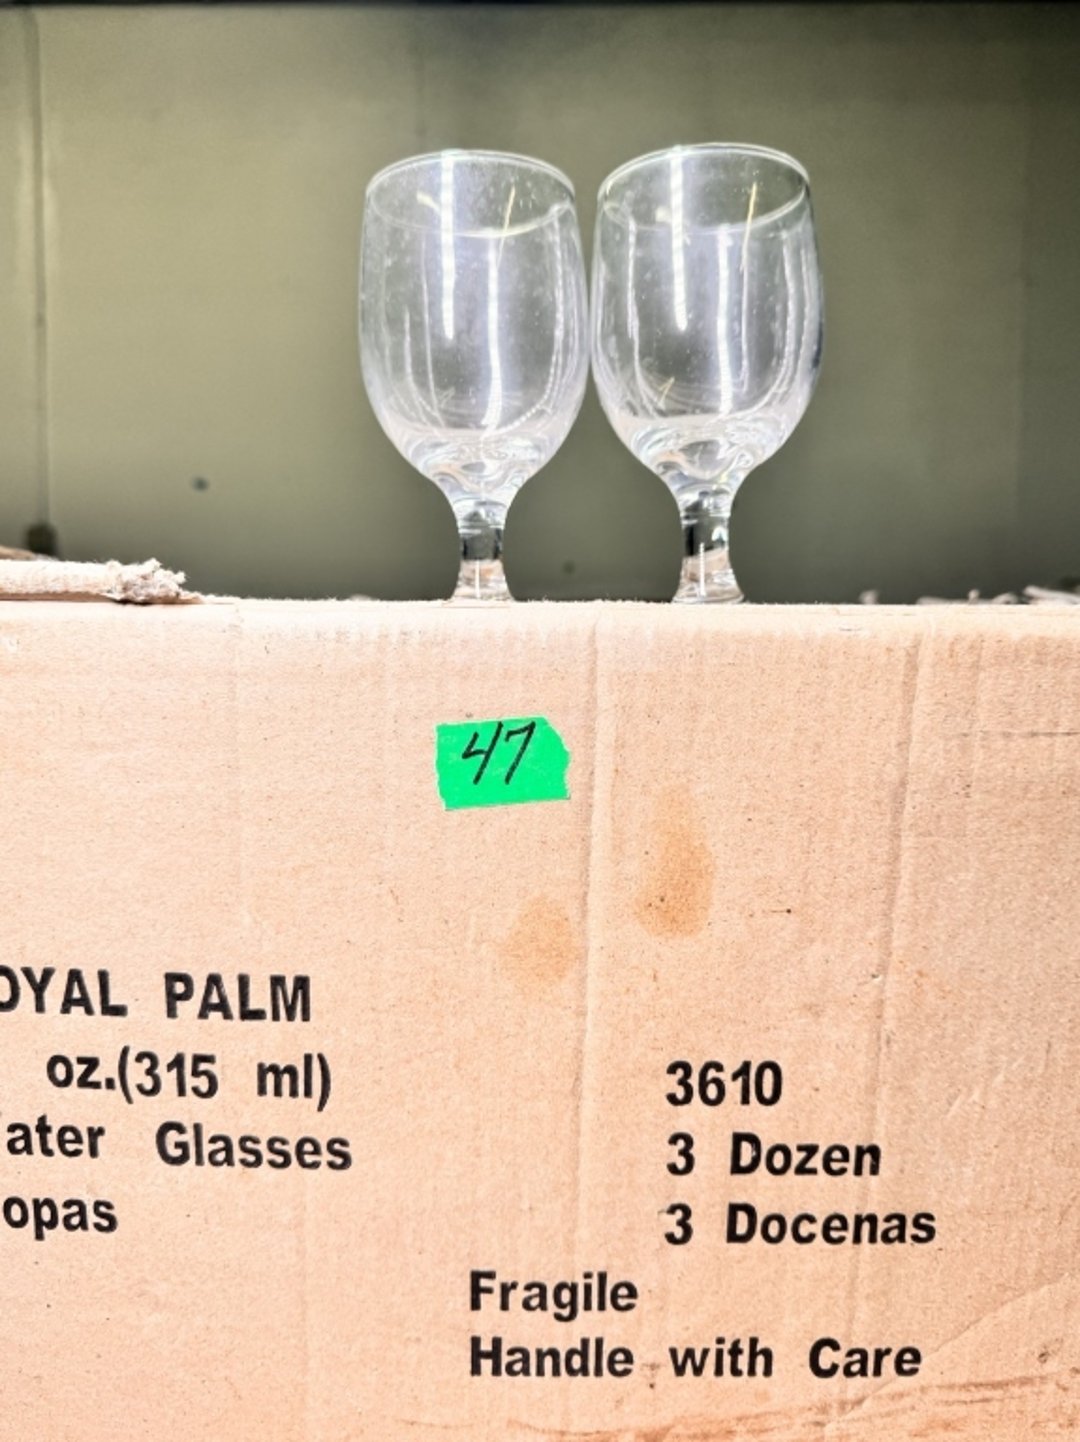 47
OYAL PALM
oz.(315 ml)
3610
ater Glasses
3 Dozen
opas
3 Docenas
Fragile
Handle with Care